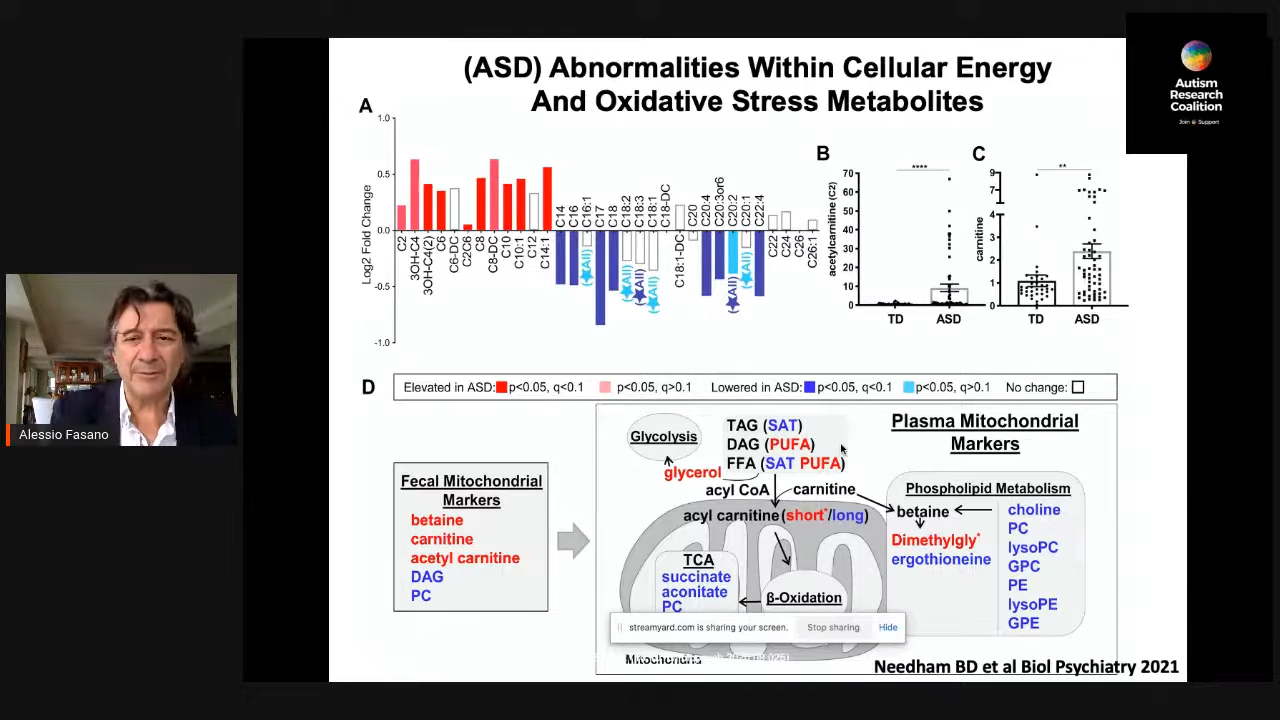 (ASD) Abnormalities Within Cellular Energy
And Oxidative Stress Metabolites
Autism
Research
Coalition
Join @ Support
A
Log2 Fold Change
1.0
0.5
0.0
-0.5
-1.0
C2
3OH-C4
3OH-C4(2)
C6
C6-DC
C206
C8
C8-DC
C10
C10:1
C12
C14:1
C14
C16
C16:1
C17
C18
C18:2
C18:3
C18:1
C18-DC
C18:1-DC
C20
C20:4
C20:3or6
C20:2
C20:1
C22:4
C22
C24
C26
C26:1
(All)
(All)
(All)
(All)
(All)
(All)
B
acetylcarnitine (C2)
70
60
50
40
30
20
10
0
****
TD
ASD
C
carnitine
9
7
4
3
2
1
0
**
TD
ASD
Alessio Fasano
D
Elevated in ASD: p<0.05, q<0.1 p<0.05, q>0.1 Lowered in ASD: p<0.05, q<0.1 p<0.05, q>0.1 No change:
Fecal Mitochondrial
Markers
betaine
carnitine
acetyl carnitine
DAG
PC
Glycolysis
glycerol
TAG (SAT)
DAG (PUFA)
FFA (SAT PUFA)
acyl CoA
carnitine
acyl carnitine (short*/long)
TCA
succinate
aconitate
PC
β-Oxidation
Mitochondria
Plasma Mitochondrial
Markers
Phospholipid Metabolism
betaine
Dimethylgly*
ergothioneine
choline
PC
lysoPC
GPC
PE
lysoPE
GPE
streamyard.com is sharing your screen.
Stop sharing
Hide
Needham BD et al Biol Psychiatry 2021